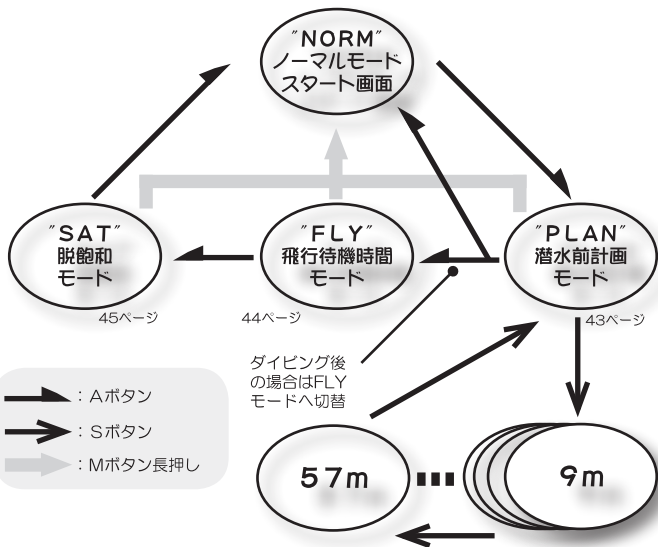 "NORM"
ノーマルモード
スタート画面
"SAT"
脱飽和
モード
"FLY"
飛行待機時間
モード
"PLAN"
潜水前計画
モード
45ページ
44ページ
43ページ
ダイビング後
の場合はFLY
モードへ切替
：Aボタン
：Sボタン
：Mボタン長押し
57m
9m